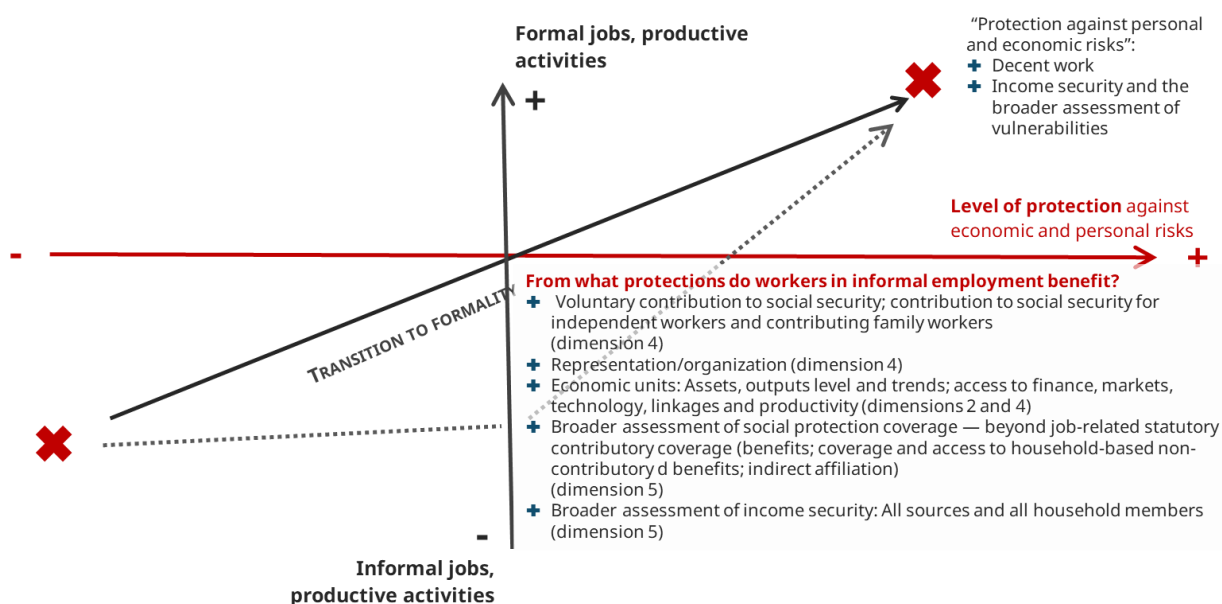 Formal jobs, productive
activities
+
“Protection against personal
and economic risks”:
Decent work
Income security and the
broader assessment of
vulnerabilities
Level of protection against
economic and personal risks
-
+
TRANSITION TO FORMALITY
From what protections do workers in informal employment benefit?
Voluntary contribution to social security; contribution to social security for
independent workers and contributing family workers
(dimension 4)
Representation/organization (dimension 4)
Economic units: Assets, outputs level and trends; access to finance, markets,
technology, linkages and productivity (dimensions 2 and 4)
Broader assessment of social protection coverage — beyond job-related statutory
contributory coverage (benefits; coverage and access to household-based non-
contributory d benefits; indirect affiliation)
(dimension 5)
Broader assessment of income security: All sources and all household members
(dimension 5)
-
Informal jobs,
productive activities